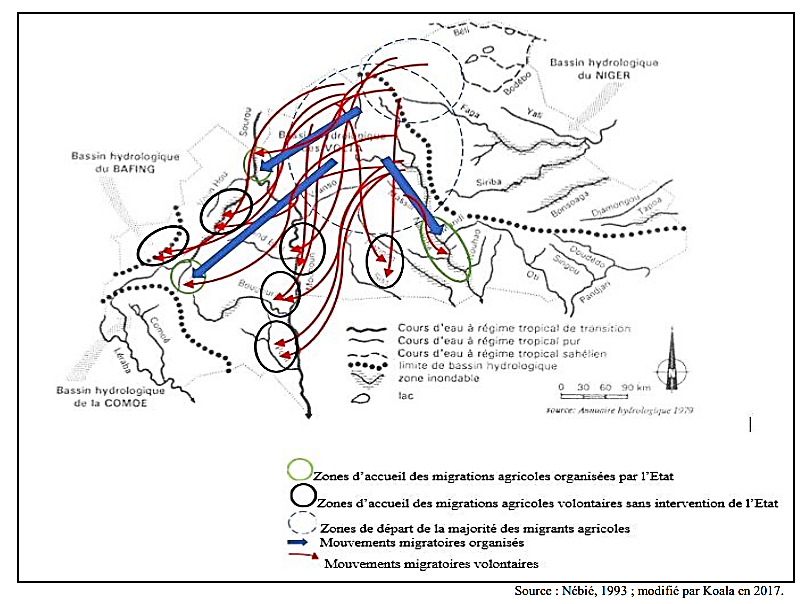 Béli
Bassin hydrologique
du NIGER
Bodébo
Faga
Yali
Sourou
Bassin hydrologique
du BAFING
Siriba
Bonsoaga
Djamongou
Tapoa
Doudodo
Singou
Oti
Pandjari
Comoé
Léraba
Bassin hydrologique
de la COMOE
Cours d'eau à régime tropical de transition
Cours d'eau à régime tropical pur
Cours d'eau à régime tropical sahélien
limite de bassin hydrologique
zone inondable
lac
0 30 60 90 km
source: Annuaire hydrologique 1979
Zones d'accueil des migrations agricoles organisées par l'Etat
Zones d'accueil des migrations agricoles volontaires sans intervention de l'Etat
Zones de départ de la majorité des migrants agricoles
Mouvements migratoires organisés
Mouvements migratoires volontaires
Source : Nébié, 1993 ; modifié par Koala en 2017.